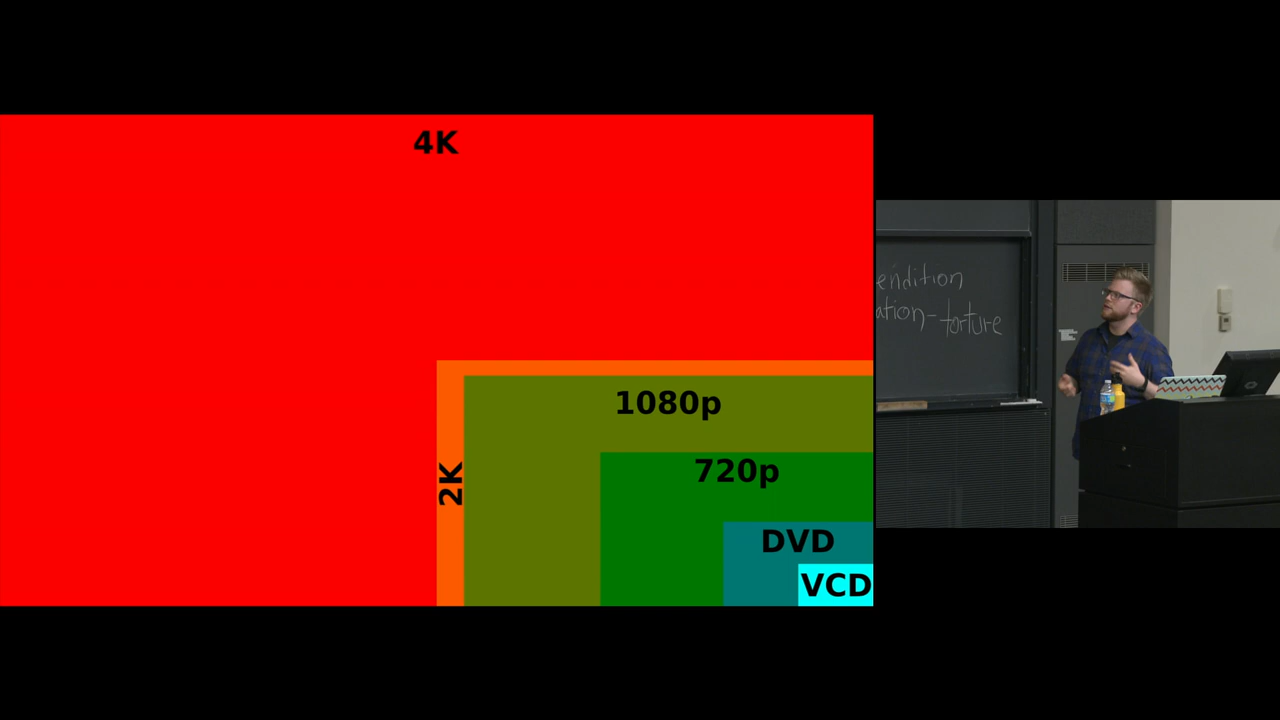 4K
2K
1080p
720p
DVD
VCD
endition
ation-torture